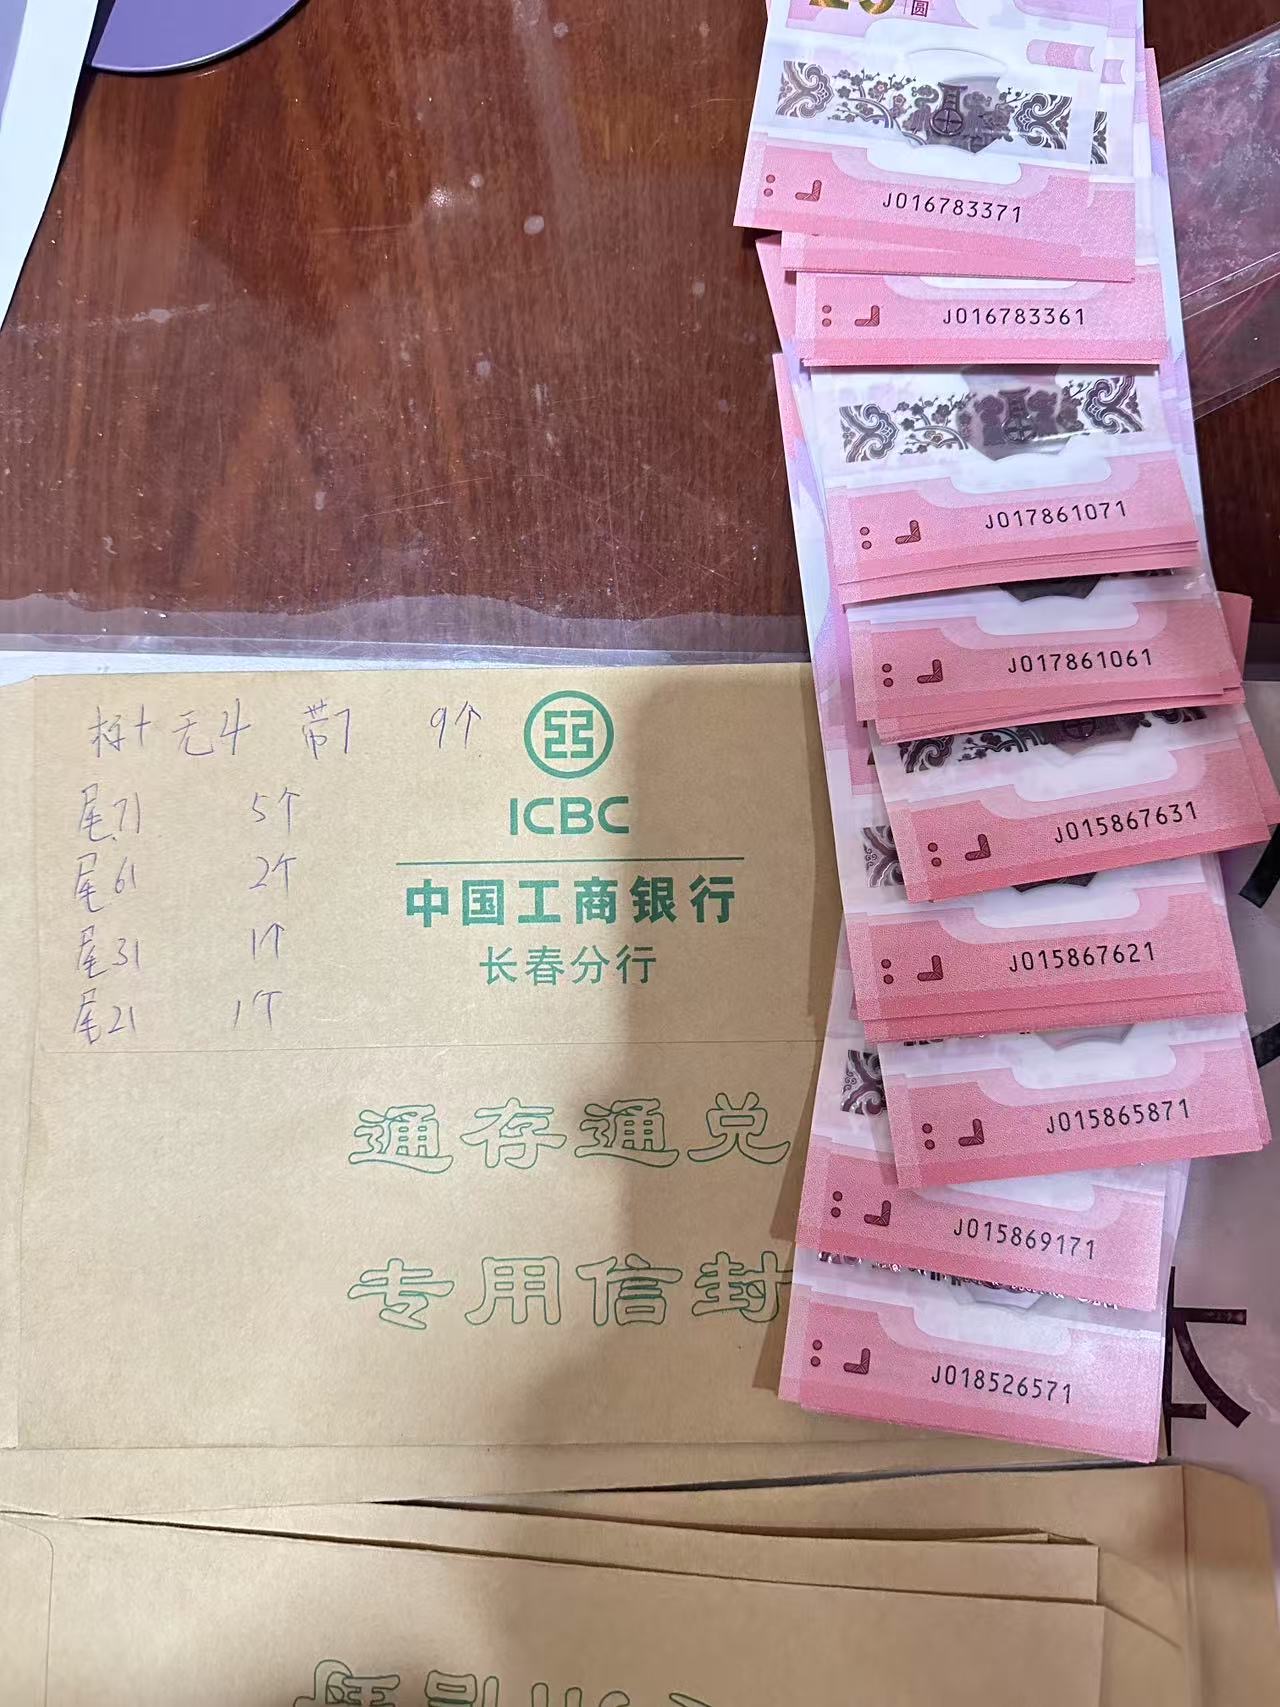 圆
J016783371
J016783361
J017861071
J017861061
J015867631
J015867621
J015865871
J015869171
J018526571
标十 无4 带7 9个
尾71 5个
尾61 2个
尾31 1个
尾21 1个
ICBC
中国工商银行
长春分行
通存通兑
专用信封